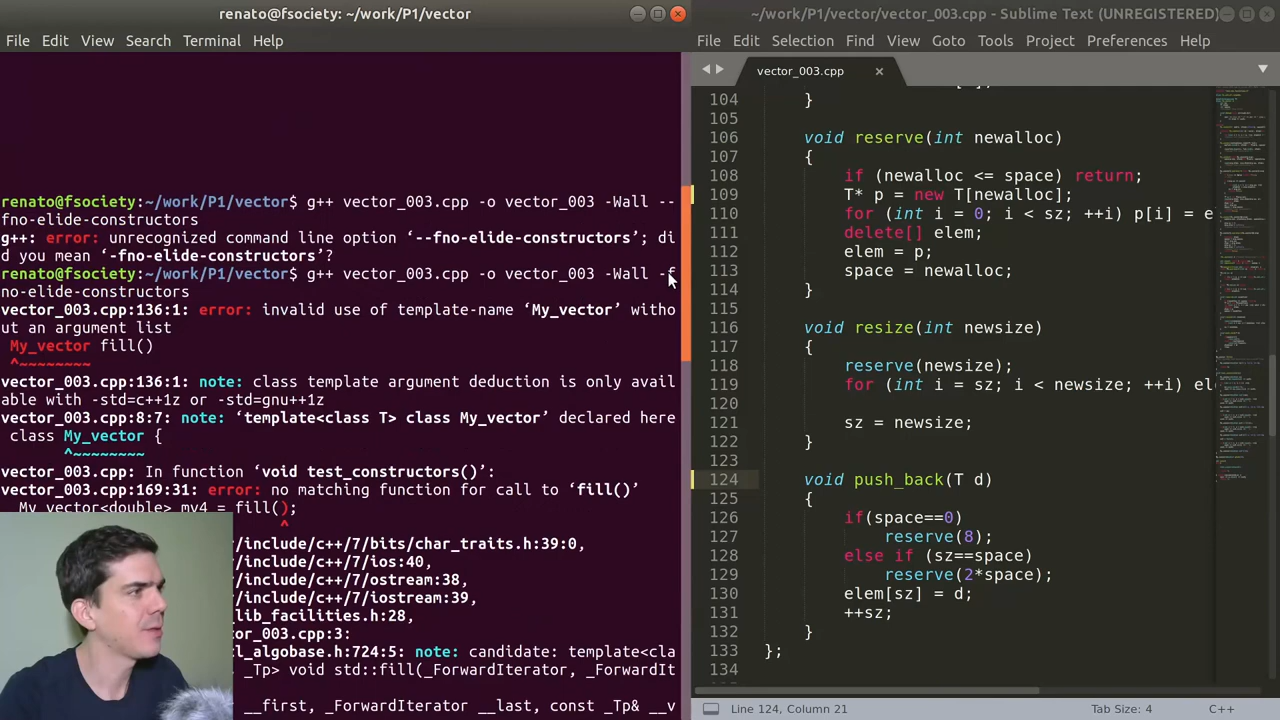 renato@fsociety: ~/work/P1/vector
File Edit View Search Terminal Help
renato@fsociety:~/work/P1/vector$ g++ vector_003.cpp -o vector_003 -Wall --
fno-elide-constructors
g++: error: unrecognized command line option ‘--fno-elide-constructors’; di
d you mean ‘-fno-elide-constructors’?
renato@fsociety:~/work/P1/vector$ g++ vector_003.cpp -o vector_003 -Wall -f
no-elide-constructors
vector_003.cpp:136:1: error: invalid use of template-name ‘My_vector’ witho
ut an argument list
My_vector fill()
^~~~~~~~~
vector_003.cpp:136:1: note: class template argument deduction is only avail
able with -std=c++1z or -std=gnu++1z
vector_003.cpp:8:7: note: ‘template<class T> class My_vector’ declared here
class My_vector {
^~~~~~~~~
vector_003.cpp: In function ‘void test_constructors()’:
vector_003.cpp:169:31: error: no matching function for call to ‘fill()’
My_vector<double> mv4 = fill();
^
/include/c++/7/bits/char_traits.h:39:0,
/include/c++/7/ios:40,
/include/c++/7/ostream:38,
/include/c++/7/iostream:39,
lib_facilities.h:28,
_003.cpp:3:
tl_algobase.h:724:5: note: candidate: template<cla
_Tp> void std::fill(_ForwardIterator, _ForwardIt
__first, _ForwardIterator __last, const _Tp& __v
~/work/P1/vector/vector_003.cpp - Sublime Text (UNREGISTERED)
File Edit Selection Find View Goto Tools Project Preferences Help
vector_003.cpp ×
104 }
105
106 void reserve(int newalloc)
107 {
108 if (newalloc <= space) return;
109 T* p = new T[newalloc];
110 for (int i = 0; i < sz; ++i) p[i] = e
111 delete[] elem;
112 elem = p;
113 space = newalloc;
114 }
115
116 void resize(int newsize)
117 {
118 reserve(newsize);
119 for (int i = sz; i < newsize; ++i) el
120
121 sz = newsize;
122 }
123
124 void push_back(T d)
125 {
126 if(space==0)
127 reserve(8);
128 else if (sz==space)
129 reserve(2*space);
130 elem[sz] = d;
131 ++sz;
132 }
133 };
134
Line 124, Column 21
Tab Size: 4
C++